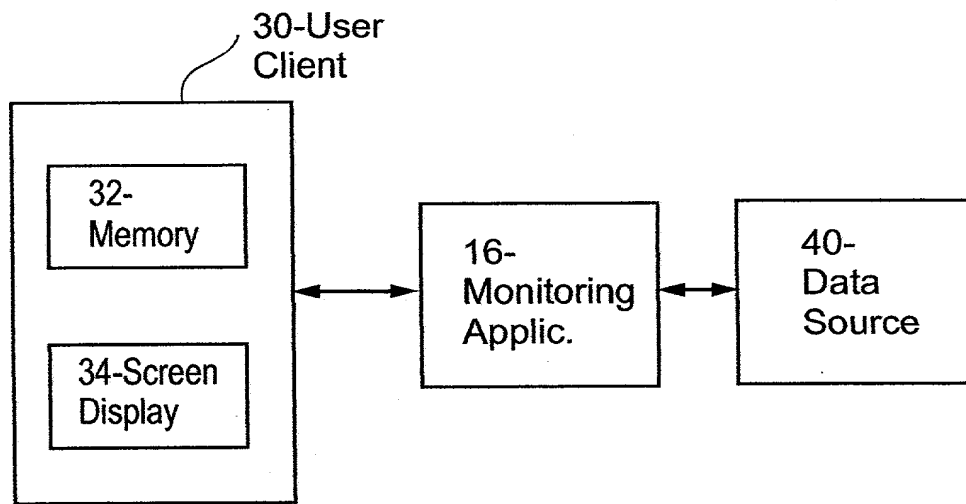 30-User
Client
32-
Memory
34-Screen
Display
16-
Monitoring
Applic.
40-
Data
Source